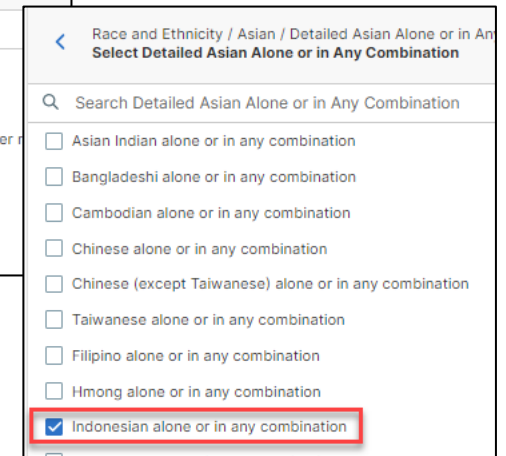 Race and Ethnicity / Asian / Detailed Asian Alone or in An
Select Detailed Asian Alone or in Any Combination
Search Detailed Asian Alone or in Any Combination
Asian Indian alone or in any combination
er
Bangladeshi alone or in any combination
Cambodian alone or in any combination
Chinese alone or in any combination
Chinese (except Taiwanese) alone or in any combination
Taiwanese alone or in any combination
Filipino alone or in any combination
Hmong alone or in any combination
Indonesian alone or in any combination